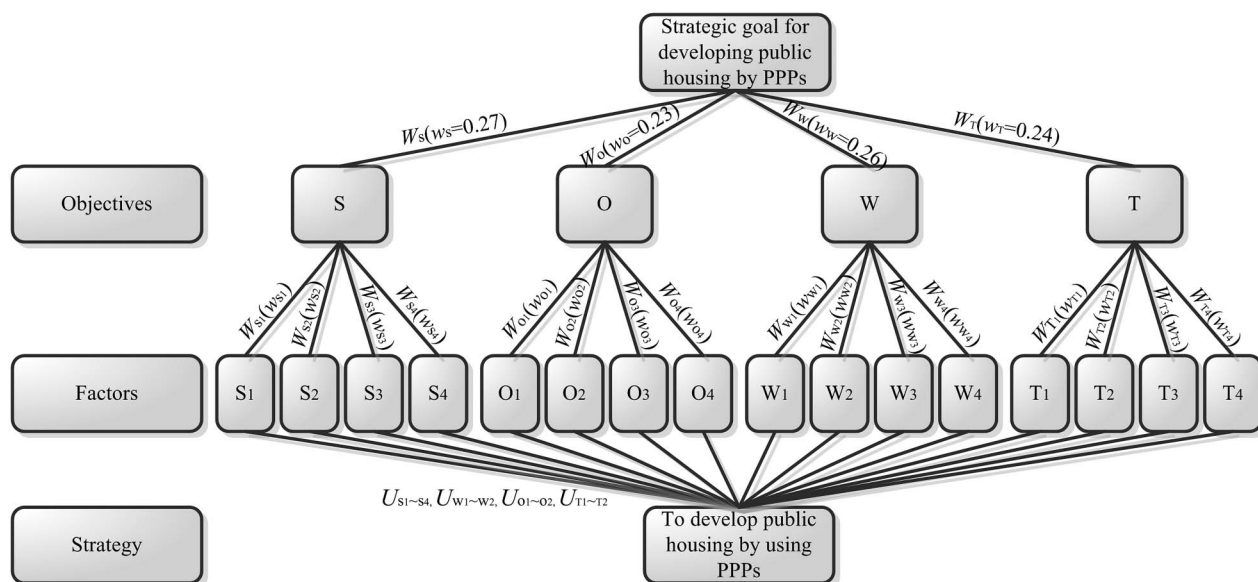 Strategic goal for
developing public
housing by PPPs
Ws(ws=0.27)
Wo(wo=0.23)
Ww(ww=0.26)
WT(wT=0.24)
Objectives
S
O
W
T
WS1(wS1)
WS2(wS2)
WS3(wS3)
WS4(wS4)
WO1(wO1)
WO2(wO2)
WO3(wO3)
WO4(wO4)
WW1(wW1)
WW2(wW2)
WW3(wW3)
WW4(wW4)
WT1(wT1)
WT2(wT2)
WT3(wT3)
WT4(wT4)
Factors
S1
S2
S3
S4
O1
O2
O3
O4
W1
W2
W3
W4
T1
T2
T3
T4
US1~S4, UW1~W2, UO1~O2, UT1~T2
Strategy
To develop public
housing by using
PPPs